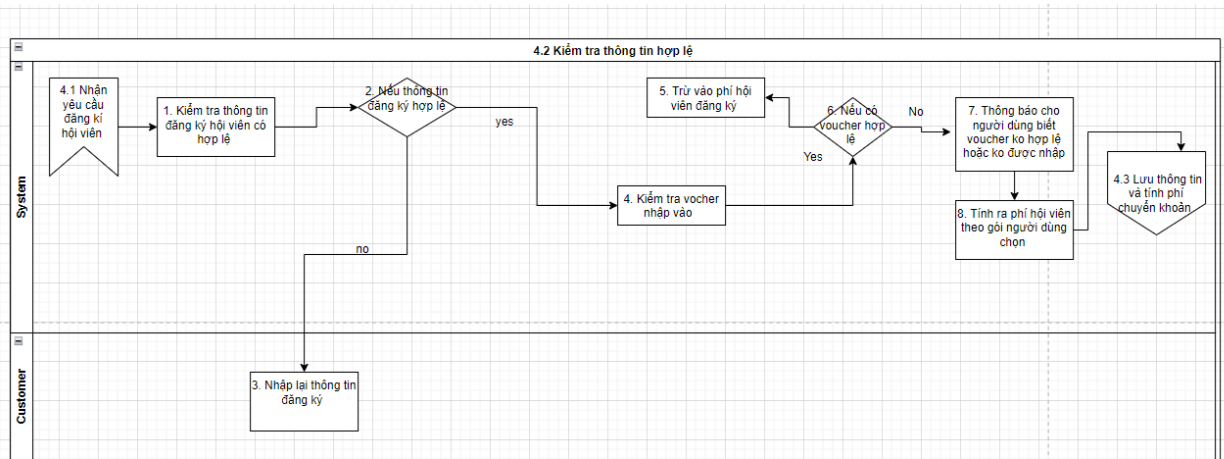 4.2 Kiểm tra thông tin hợp lệ
System
4.1 Nhận
yêu cầu
đăng kí
hội viên
1. Kiểm tra thông tin
đăng ký hội viên có
hợp lệ
2. Nếu thông tin
đăng ký hợp lệ
yes
no
5. Trừ vào phí hội
viên đăng ký
6. Nếu có
voucher hợp
lệ
No
Yes
4. Kiểm tra vocher
nhập vào
7. Thông báo cho
người dùng biết
voucher ko hợp lệ
hoặc ko được nhập
8. Tính ra phí hội viên
theo gói người dùng
chọn
4.3 Lưu thông tin
và tính phí
chuyển khoản
Customer
3. Nhập lại thông tin
đăng ký